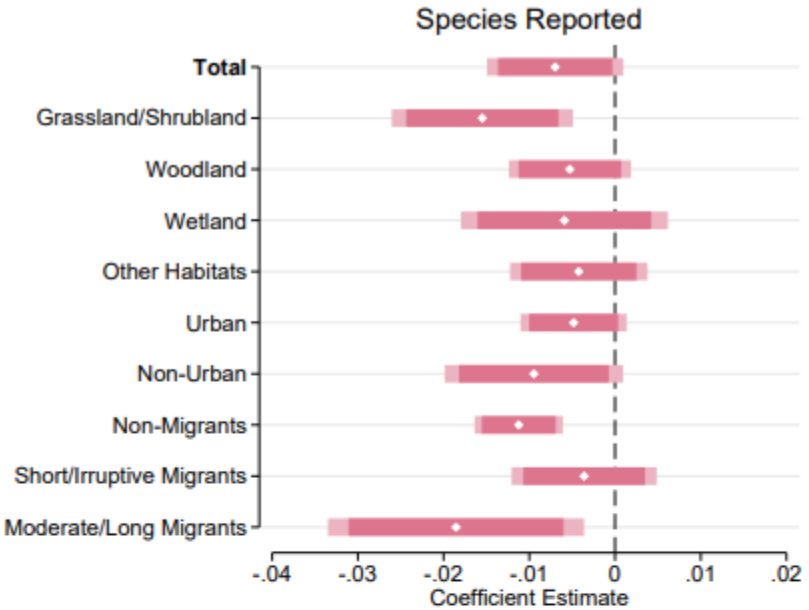 Species Reported
Total
Grassland/Shrubland
Woodland
Wetland
Other Habitats
Urban
Non-Urban
Non-Migrants
Short/Irruptive Migrants
Moderate/Long Migrants
-.04 -.03 -.02 -.01 0 .01 .02
Coefficient Estimate